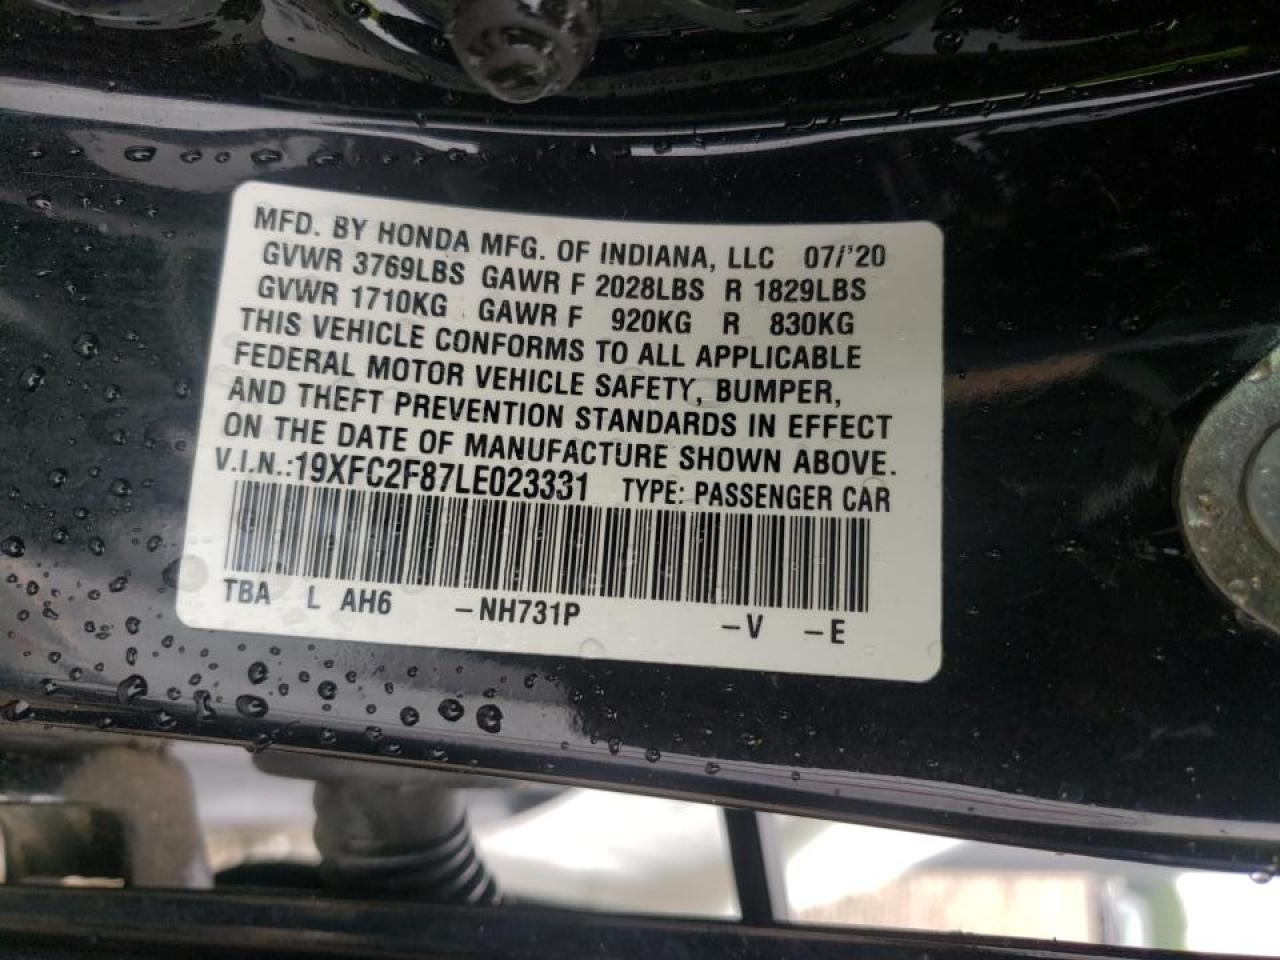 MFD. BY HONDA MFG. OF INDIANA, LLC 07/'20
GVWR 3769LBS GAWR F 2028LBS R 1829LBS
GVWR 1710KG GAWR F 920KG R 830KG
THIS VEHICLE CONFORMS TO ALL APPLICABLE
FEDERAL MOTOR VEHICLE SAFETY, BUMPER,
AND THEFT PREVENTION STANDARDS IN EFFECT
ON THE DATE OF MANUFACTURE SHOWN ABOVE.
V.I.N.:19XFC2F87LE023331 TYPE: PASSENGER CAR
TBA L AH6 –NH731P –V –E